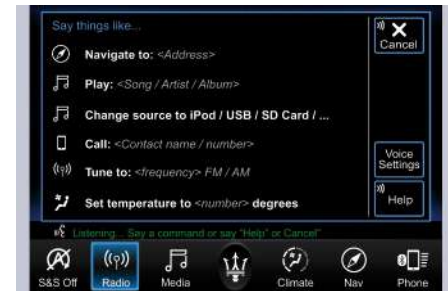 Say things like...
Cancel
Navigate to: <Address>
Play: <Song / Artist / Album>
Change source to iPod / USB / SD Card / ...
Call: <Contact name / number>
Voice
Settings
Tune to: <frequency> FM / AM
Set temperature to <number> degrees
Help
Listening... Say a command or say "Help" or Cancel"
S&S Off
Radio
Media
Climate
Nav
Phone